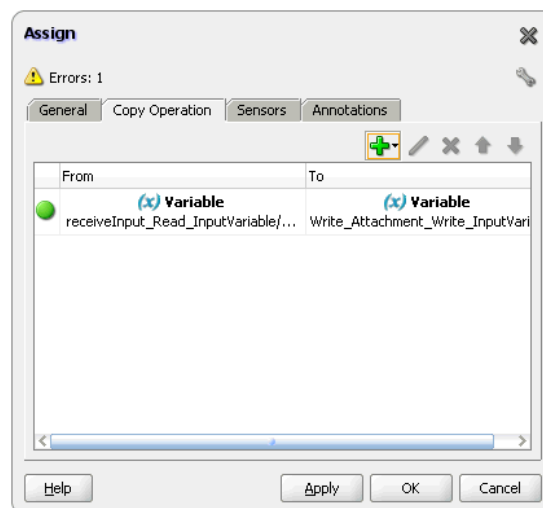 Assign
Errors: 1
General Copy Operation Sensors Annotations
From To
(x) Variable (x) Variable
receiveInput_Read_InputVariable/... Write_Attachment_Write_InputVari
Help Apply OK Cancel